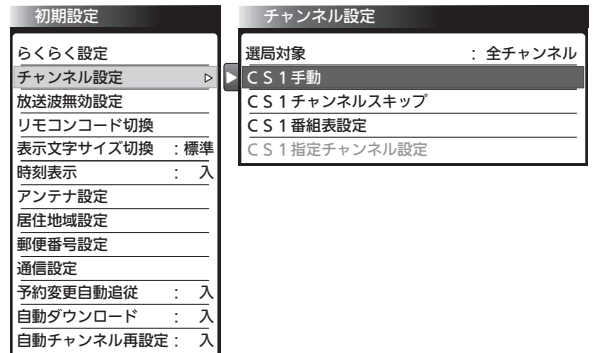 初期設定
らくらく設定
チャンネル設定
放送波無効設定
リモコンコード切換
表示文字サイズ切換 ：標準
時刻表示 ： 入
アンテナ設定
居住地域設定
郵便番号設定
通信設定
予約変更自動追従 ： 入
自動ダウンロード ： 入
自動チャンネル再設定： 入
チャンネル設定
選局対象 ：全チャンネル
ＣＳ１手動
ＣＳ１チャンネルスキップ
ＣＳ１番組表設定
ＣＳ１指定チャンネル設定